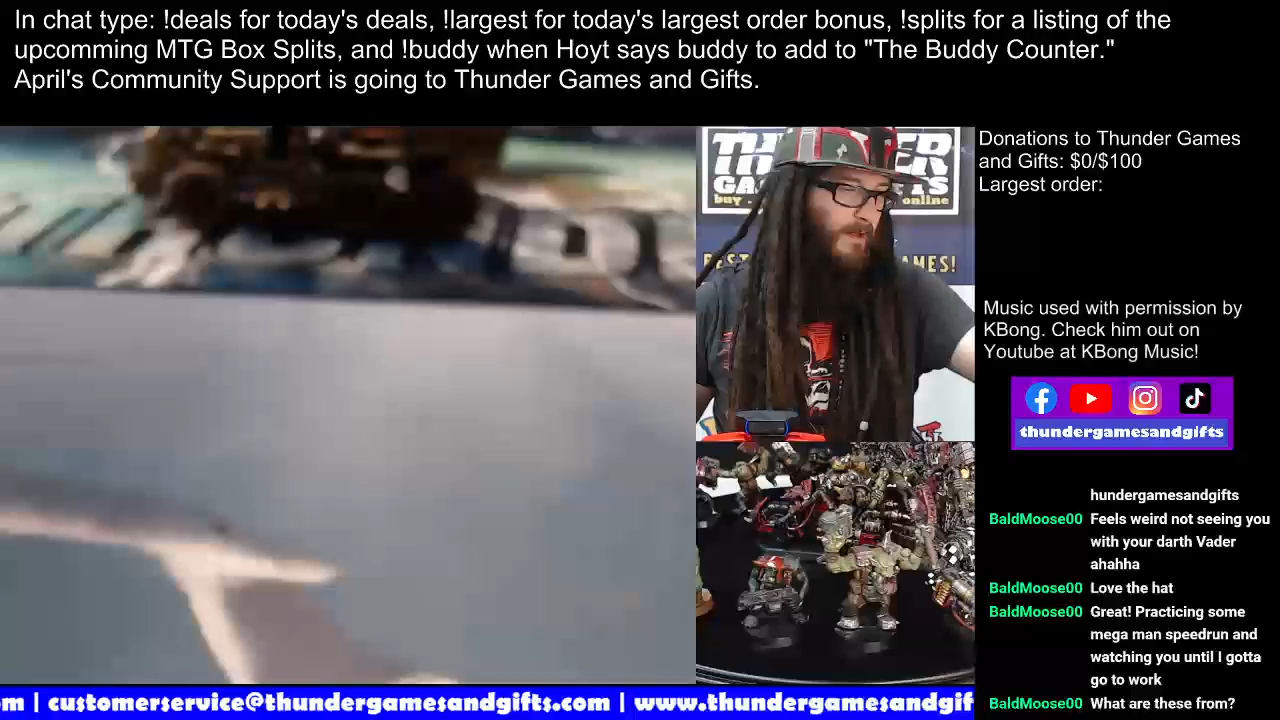 In chat type: !deals for today's deals, !largest for today's largest order bonus, !splits for a listing of the
upcomming MTG Box Splits, and !buddy when Hoyt says buddy to add to "The Buddy Counter."
April's Community Support is going to Thunder Games and Gifts.
Donations to Thunder Games
and Gifts: $0/$100
Largest order:
buy . online
BEST GAMES!
Music used with permission by
KBong. Check him out on
Youtube at KBong Music!
thundergamesandgifts
hundergamesandgifts
BaldMoose00 Feels weird not seeing you
with your darth Vader
ahahha
BaldMoose00 Love the hat
BaldMoose00 Great! Practicing some
mega man speedrun and
watching you until I gotta
go to work
BaldMoose00 What are these from?
m | customerservice@thundergamesandgifts.com | www.thundergamesandgif